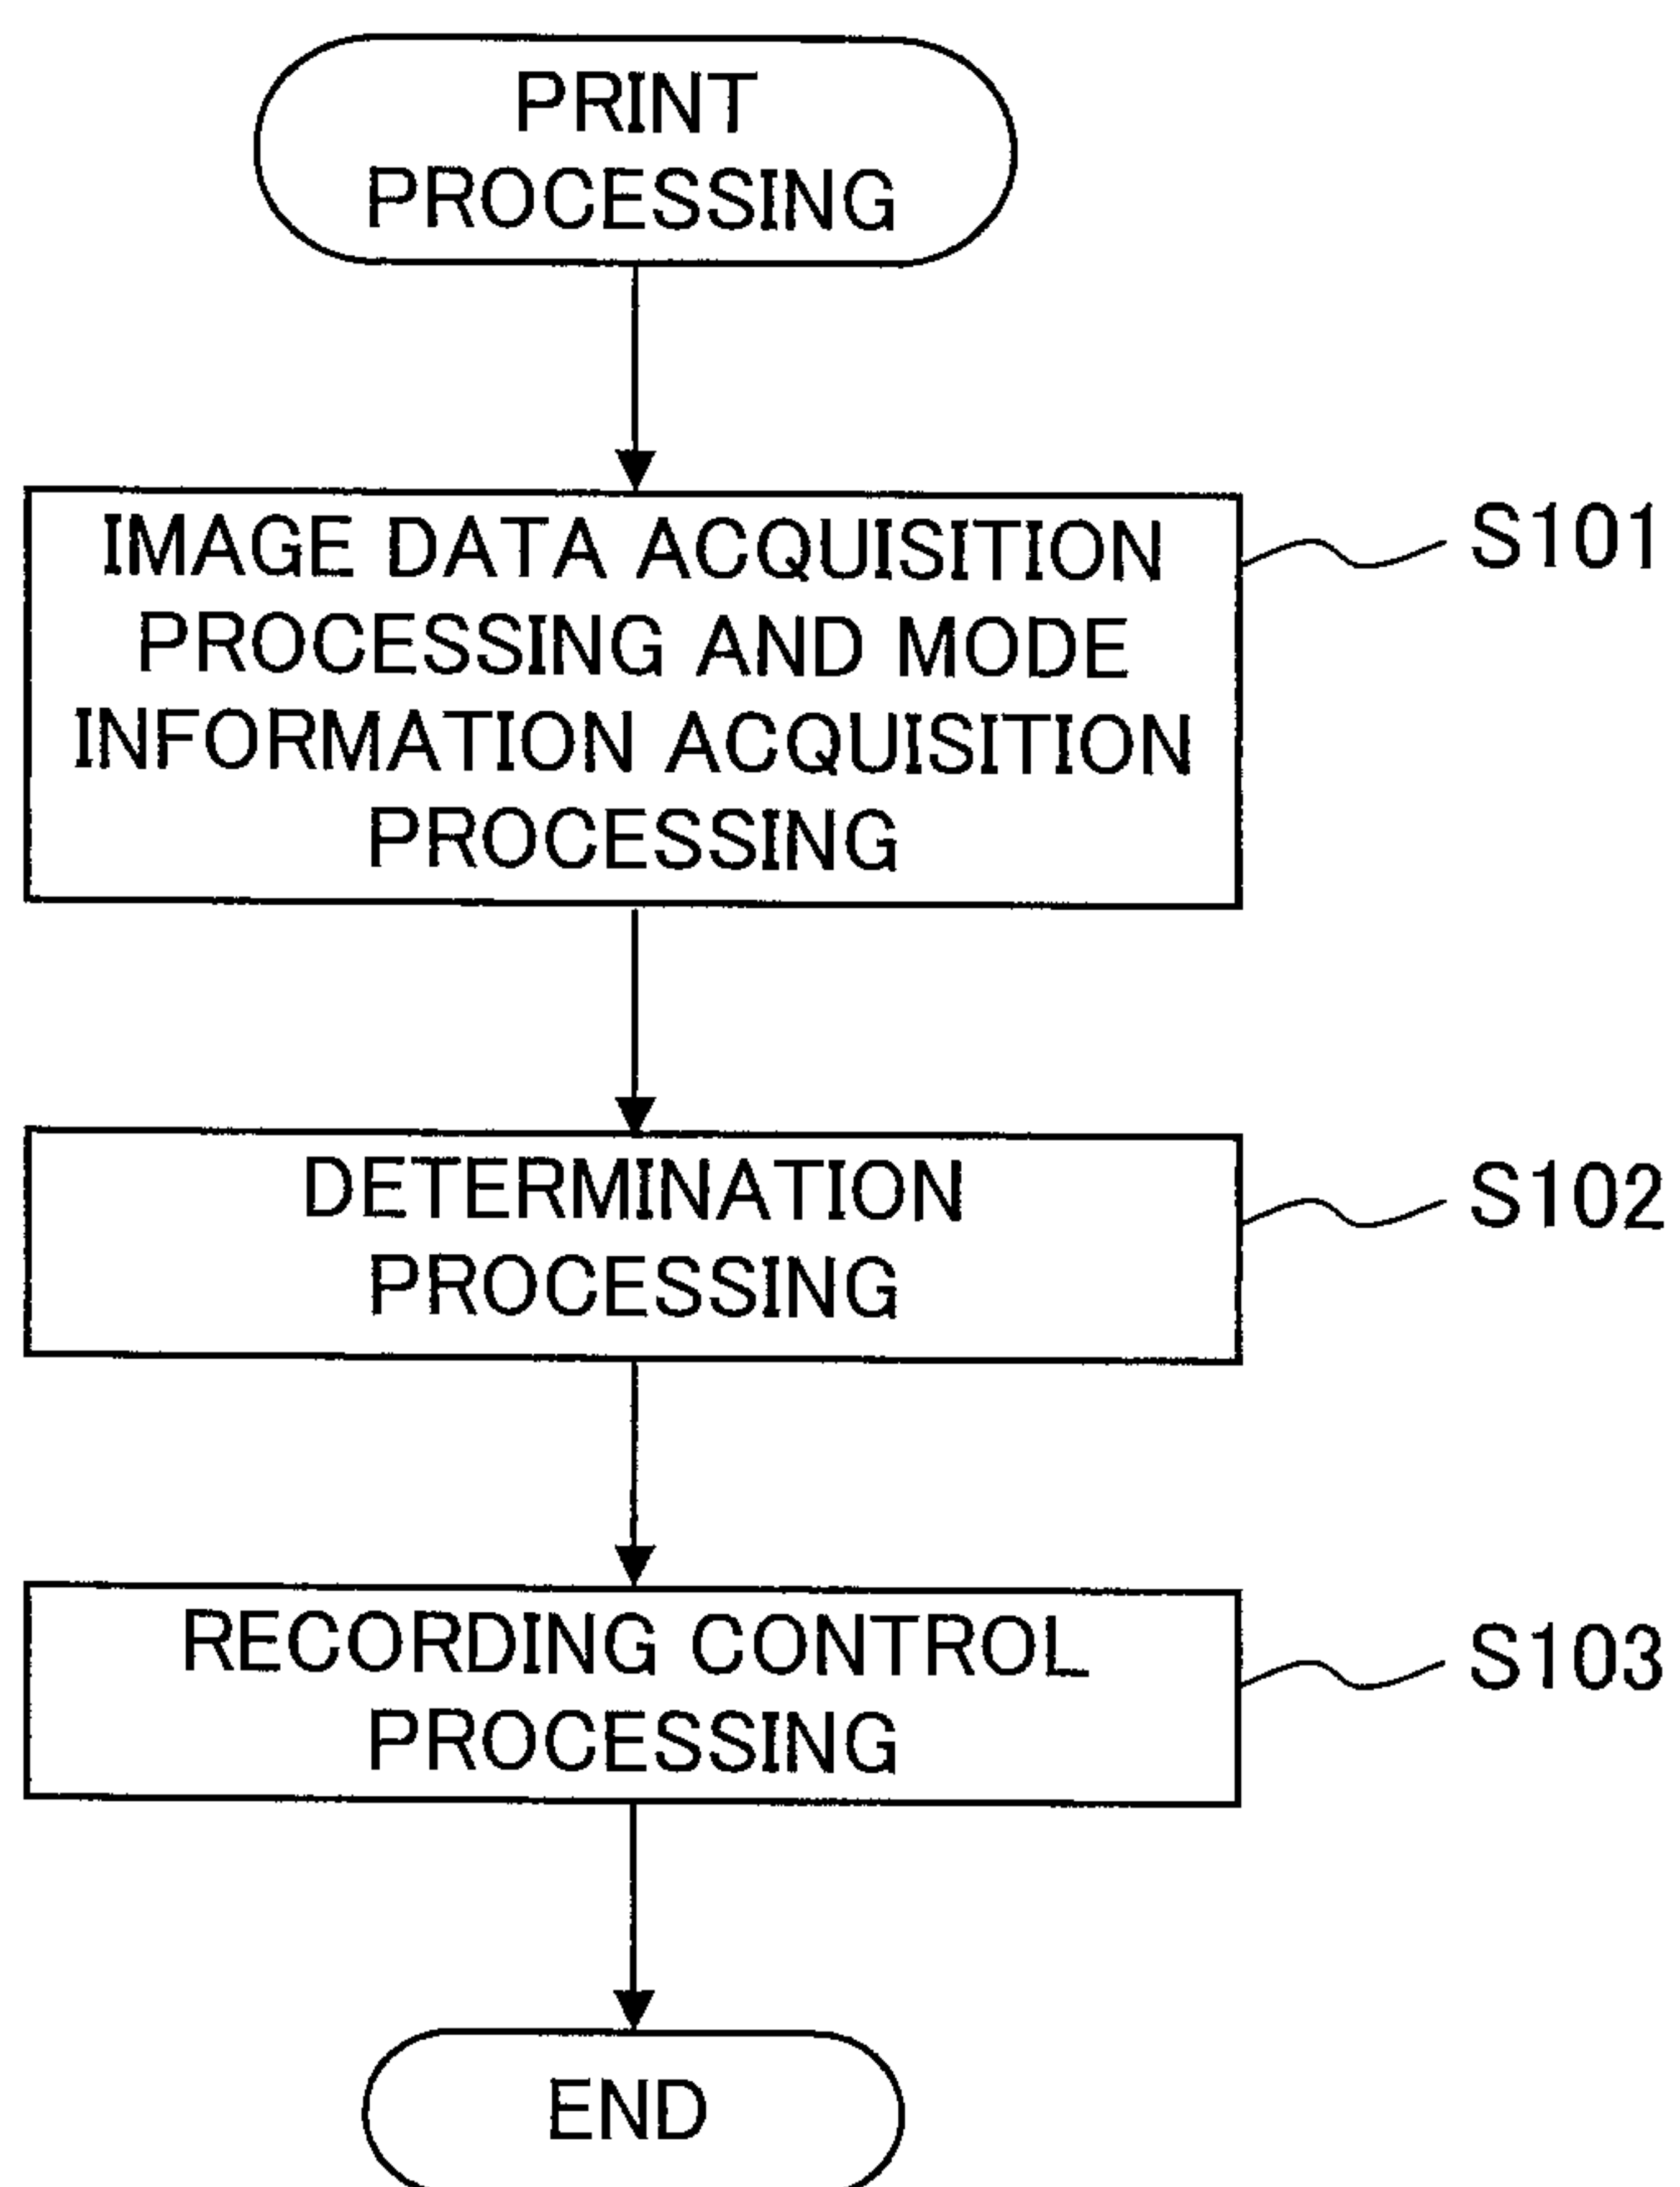 PRINT
PROCESSING
IMAGE DATA ACQUISITION
PROCESSING AND MODE
INFORMATION ACQUISITION
PROCESSING
S101
DETERMINATION
PROCESSING
S102
RECORDING CONTROL
PROCESSING
S103
END